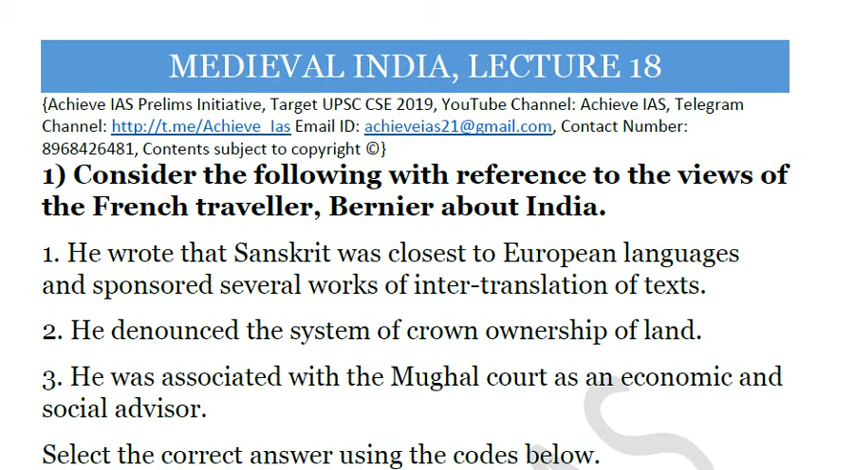 MEDIEVAL INDIA, LECTURE 18
{Achieve IAS Prelims Initiative, Target UPSC CSE 2019, YouTube Channel: Achieve IAS, Telegram
Channel: http://t.me/Achieve_Ias Email ID: achieveias21@gmail.com, Contact Number:
8968426481, Contents subject to copyright ©}
1) Consider the following with reference to the views of
the French traveller, Bernier about India.
1. He wrote that Sanskrit was closest to European languages
and sponsored several works of inter-translation of texts.
2. He denounced the system of crown ownership of land.
3. He was associated with the Mughal court as an economic and
social advisor.
Select the correct answer using the codes below.